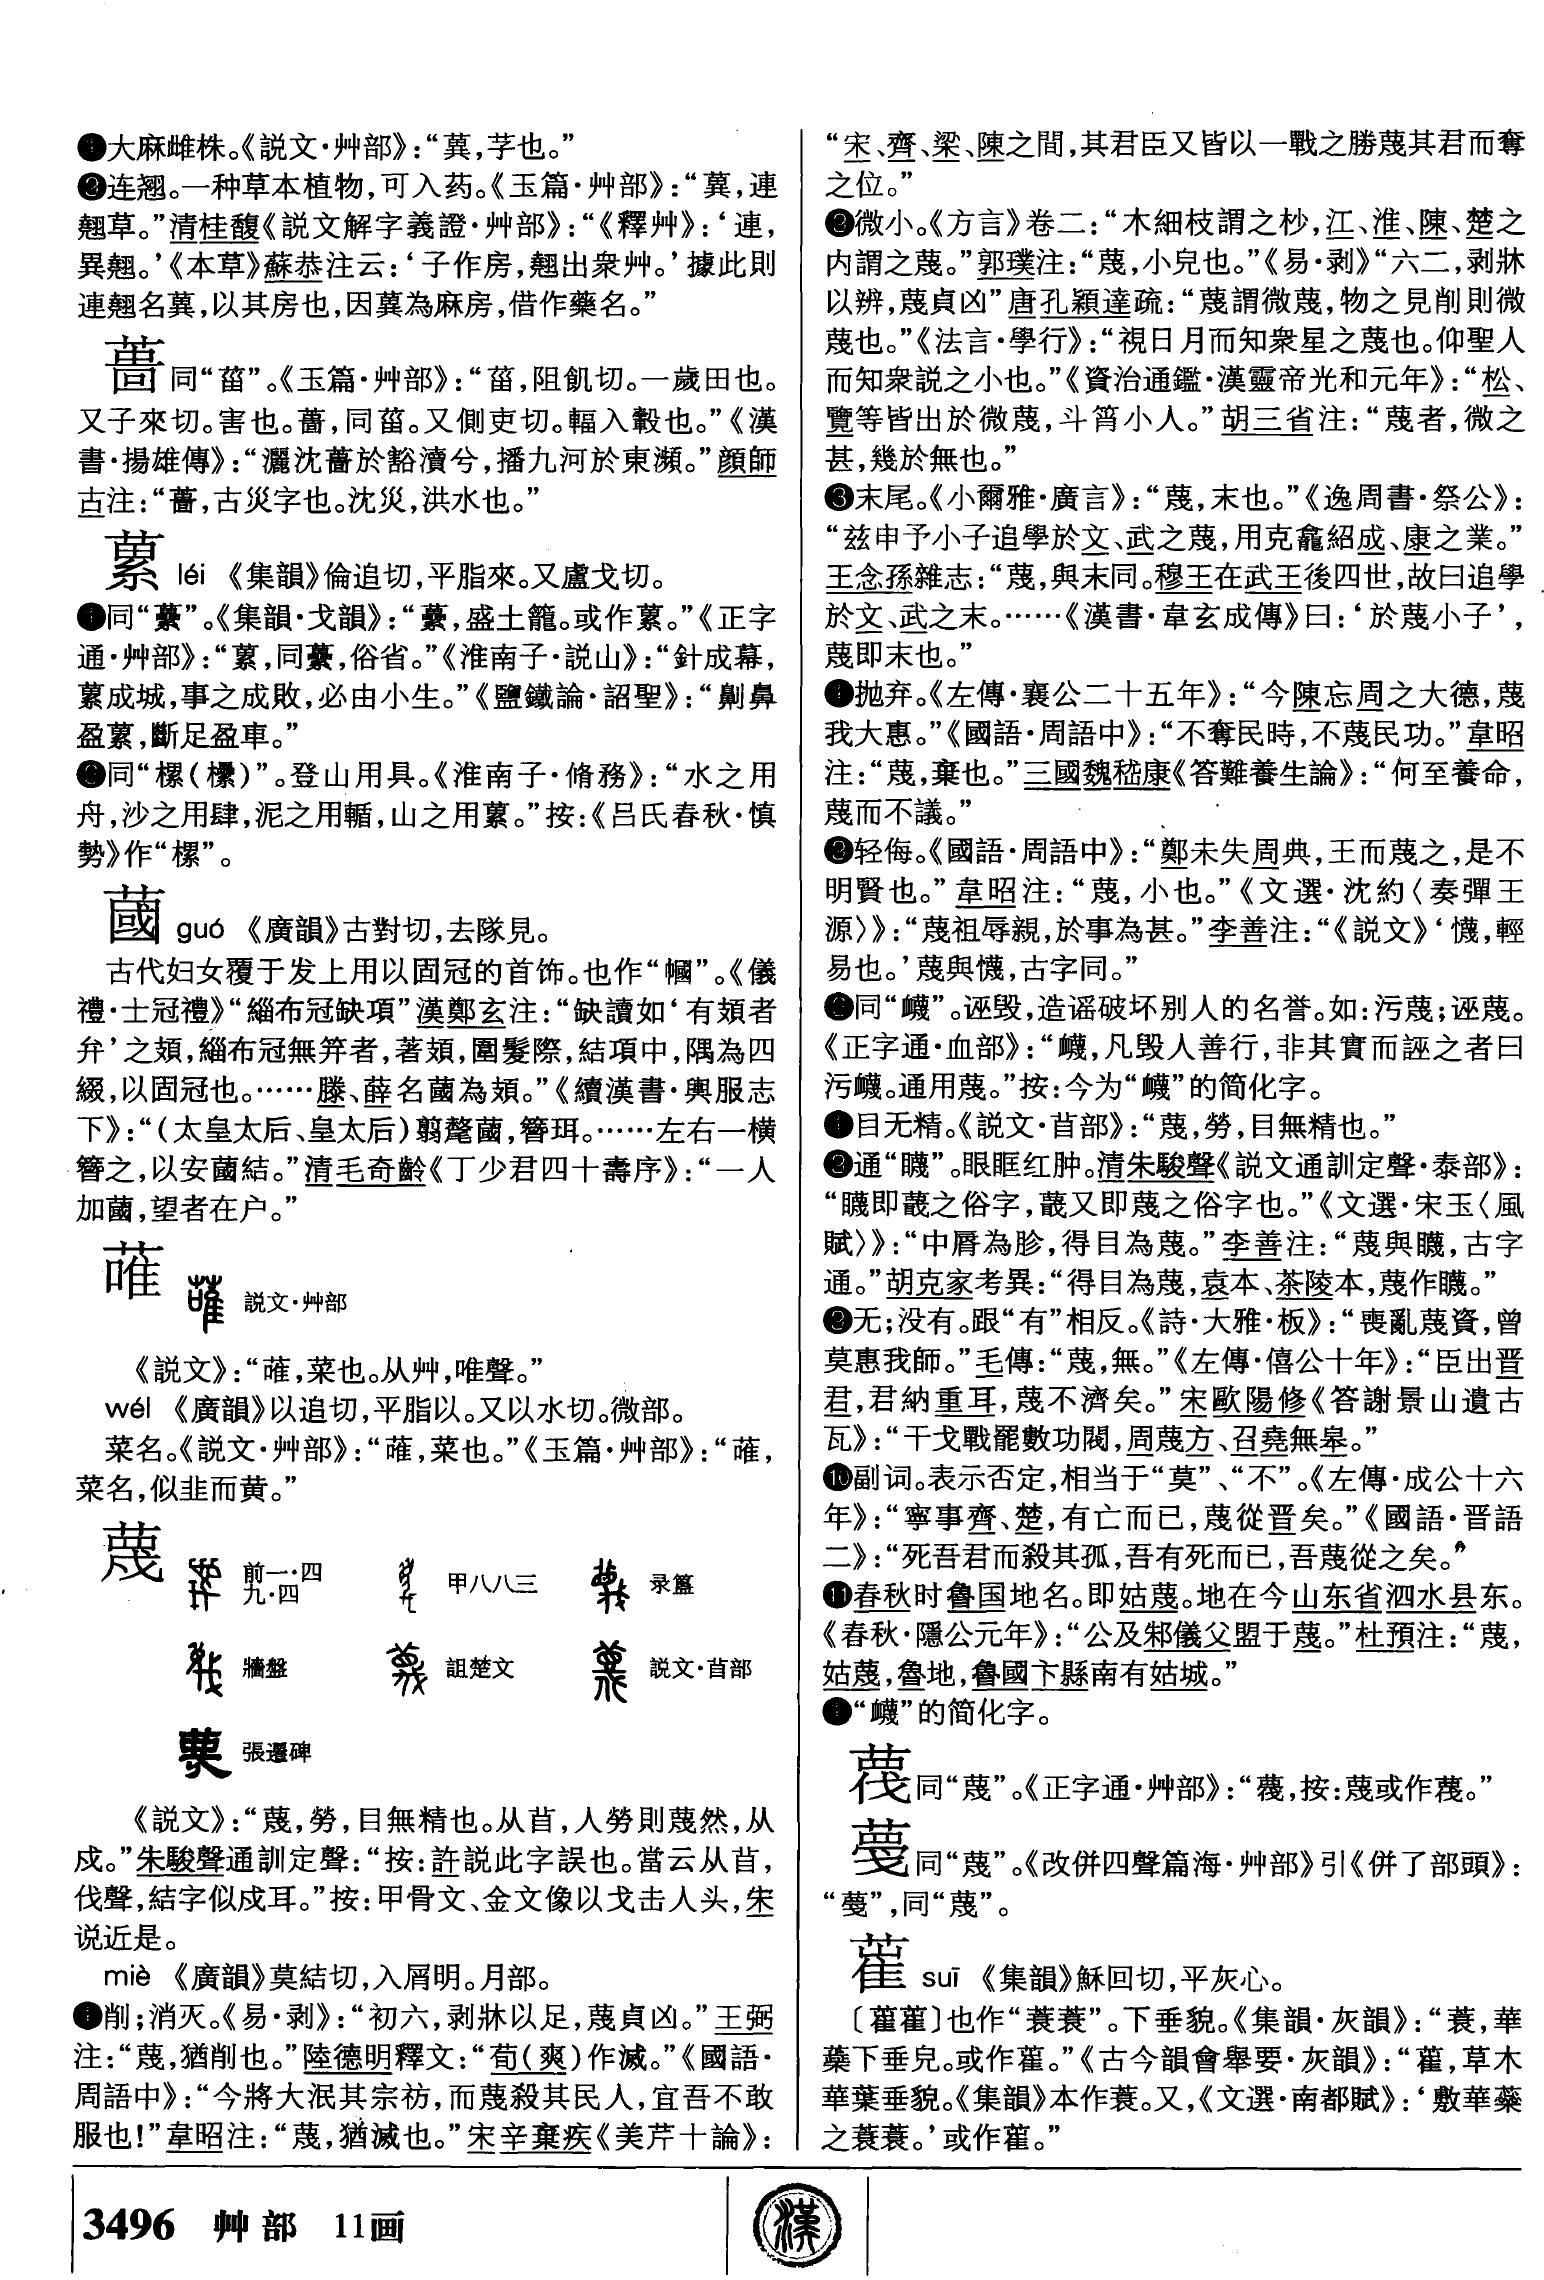 ❷大麻雌株。《説文·艸部》：“蘱，芓也。”
❸连翘。一种草本植物，可入药。《玉篇·艸部》：“，連
翹草。”清桂馥《説文解字義證·艸部》：“《釋艸》：‘連，
異翹。’《本草》蘇恭注云：‘子作房，翹出衆艸。’據此則
連翹名，以其房也，因為麻房，借作藥名。”
葘 同“菑”。《玉篇·艸部》：“菑，阻飢切。一歲田也。
又子來切。害也。，同菑。又側吏切。輻入轂也。”《漢
書·揚雄傳》：“灑沈於豁瀆兮，播九河於東瀕。”顔師
古注：“，古災字也。沈災，洪水也。”
蔂 léi 《集韻》倫追切，平脂來。又盧戈切。
❶同“虆”。《集韻·戈韻》：“虆，盛土籠。或作蔂。”《正字
通·艸部》：“蔂，同虆，俗省。”《淮南子·説山》：“針成幕，
蔂成城，事之成敗，必由小生。”《鹽鐵論·詔聖》：“劓鼻
盈蔂，斷足盈車。”
❷同“樏（欙）”。登山用具。《淮南子·脩務》：“水之用
舟，沙之用肆，泥之用輴，山之用蔂。”按：《吕氏春秋·慎
勢》作“樏”。
蔮 guó 《廣韻》古對切，去隊見。
古代妇女覆于发上用以固冠的首饰。也作“幗”。《儀
禮·士冠禮》“緇布冠缺項”漢鄭玄注：“缺讀如‘有頍者
弁’之頍，緇布冠無笄者，著頍，圍髮際，結項中，隅為四
綴，以固冠也。……滕、薛名蔮為頍。”《續漢書·輿服志
下》：“（太皇太后、皇太后）翦氂蔮，簪珥。……左右一横
簪之，以安蔮結。”清毛奇齡《丁少君四十壽序》：“一人
加蔮，望者在户。”
蓶 説文·艸部
《説文》：“蓶，菜也。从艸，唯聲。”
wéi 《廣韻》以追切，平脂以。又以水切。微部。
菜名。《説文·艸部》：“蓶，菜也。”《玉篇·艸部》：“蓶，
菜名，似韭而黄。”
蔑 前一·四九·四 甲八八三 录簋
牆盤 詛楚文 説文·苜部
張遷碑
《説文》：“蔑，勞，目無精也。从苜，人勞則蔑然，从
戍。”朱駿聲通訓定聲：“按：許説此字誤也。當云从苜，
伐聲，結字似戍耳。”按：甲骨文、金文像以戈击人头，朱
说近是。
miè 《廣韻》莫結切，入屑明。月部。
❶削；消灭。《易·剥》：“初六，剥牀以足，蔑貞凶。”王弼
注：“蔑，猶削也。”陸德明釋文：“荀（爽）作滅。”《國語·
周語中》：“今將大泯其宗祊，而蔑殺其民人，宜吾不敢
服也！”韋昭注：“蔑，猶滅也。”宋辛棄疾《美芹十論》：
“宋、齊、梁、陳之間，其君臣又皆以一戰之勝蔑其君而奪
之位。”
❷微小。《方言》卷二：“木細枝謂之杪，江、淮、陳、楚之
内謂之蔑。”郭璞注：“蔑，小皃也。”《易·剥》“六二，剥牀
以辨，蔑貞凶”唐孔穎達疏：“蔑謂微蔑，物之見削則微
蔑也。”《法言·學行》：“視日月而知衆星之蔑也。仰聖人
而知衆説之小也。”《資治通鑑·漢靈帝光和元年》：“松、
覽等皆出於微蔑，斗筲小人。”胡三省注：“蔑者，微之
甚，幾於無也。”
❸末尾。《小爾雅·廣言》：“蔑，末也。”《逸周書·祭公》：
“兹申予小子追學於文、武之蔑，用克龕紹成、康之業。”
王念孫雜志：“蔑，與末同。穆王在武王後四世，故曰追學
於文、武之末。……《漢書·韋玄成傳》曰：‘於蔑小子’，
蔑即末也。”
❹抛弃。《左傳·襄公二十五年》：“今陳忘周之大德，蔑
我大惠。”《國語·周語中》：“不奪民時，不蔑民功。”韋昭
注：“蔑，棄也。”三國魏嵇康《答難養生論》：“何至養命，
蔑而不議。”
❺轻侮。《國語·周語中》：“鄭未失周典，王而蔑之，是不
明賢也。”韋昭注：“蔑，小也。”《文選·沈約〈奏彈王
源〉》：“蔑祖辱親，於事為甚。”李善注：“《説文》‘懱，輕
易也。’蔑與懱，古字同。”
❻同“衊”。诬毁，造谣破坏别人的名誉。如：污蔑；诬蔑。
《正字通·血部》：“衊，凡毁人善行，非其實而誣之者曰
污衊。通用蔑。”按：今为“衊”的简化字。
❼目无精。《説文·苜部》：“蔑，勞，目無精也。”
❽通“瞡”。眼眶红肿。清朱駿聲《説文通訓定聲·泰部》：
“即之俗字，又即蔑之俗字也。”《文選·宋玉〈風
賦〉》：“中脣為胗，得目為蔑。”李善注：“蔑與，古字
通。”胡克家考異：“得目為蔑，袁本、茶陵本，蔑作。”
❾无；没有。跟“有”相反。《詩·大雅·板》：“喪亂蔑資，曾
莫惠我師。”毛傳：“蔑，無。”《左傳·僖公十年》：“臣出晋
君，君納重耳，蔑不濟矣。”宋歐陽修《答謝景山遺古
瓦》：“干戈戰罷數功閥，周蔑方、召堯無皋。”
❿副词。表示否定，相当于“莫”、“不”。《左傳·成公十六
年》：“寧事齊、楚，有亡而已，蔑從晋矣。”《國語·晋語
二》：“死吾君而殺其孤，吾有死而已，吾蔑從之矣。”
⓫春秋时魯国地名。即姑蔑。地在今山东省泗水县东。
《春秋·隱公元年》：“公及邾儀父盟于蔑。”杜預注：“蔑，
姑蔑，魯地，魯國卞縣南有姑城。”
⓬“衊”的简化字。
同“蔑”。《正字通·艸部》：“，按：蔑或作。”
同“蔑”。《改併四聲篇海·艸部》引《併了部頭》：
“”，同“蔑”。
suī 《集韻》穌回切，平灰心。
〔〕也作“蓑蓑”。下垂貌。《集韻·灰韻》：“蓑，華
蘂下垂皃。或作。”《古今韻會舉要·灰韻》：“，草木
華葉垂貌。《集韻》本作蓑。又，《文選·南都賦》：‘敷華蘂
之蓑蓑。’或作。”
3496 艸部 11画
漢